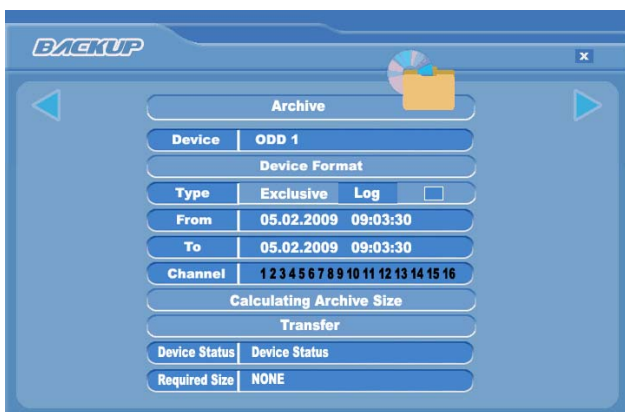 BACKUP
x
Archive
Device ODD 1
Device Format
Type Exclusive Log
From 05.02.2009 09:03:30
To 05.02.2009 09:03:30
Channel 1 2 3 4 5 6 7 8 9 10 11 12 13 14 15 16
Calculating Archive Size
Transfer
Device Status Device Status
Required Size NONE